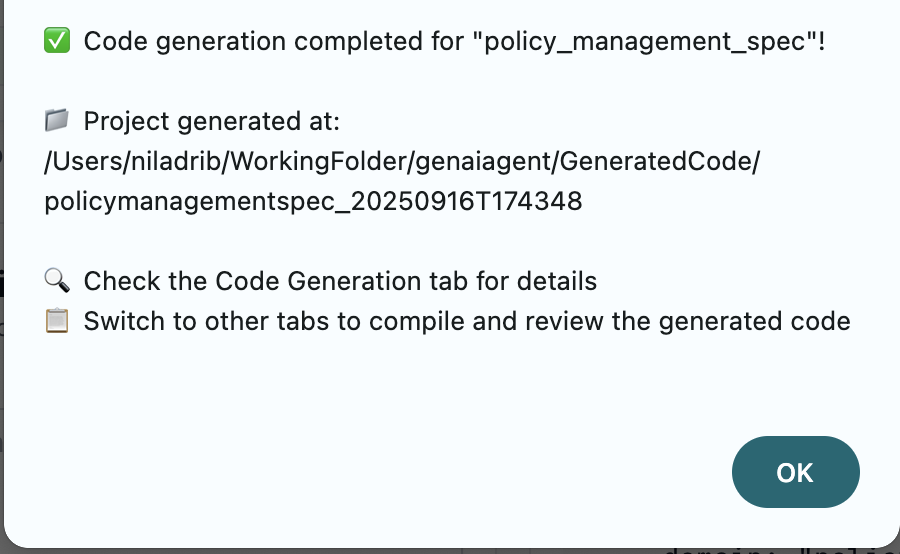 ✅ Code generation completed for "policy_management_spec"!
📁 Project generated at:
/Users/niladrib/WorkingFolder/genaiagent/GeneratedCode/
policymanagementspec_20250916T174348
🔍 Check the Code Generation tab for details
📋 Switch to other tabs to compile and review the generated code
OK